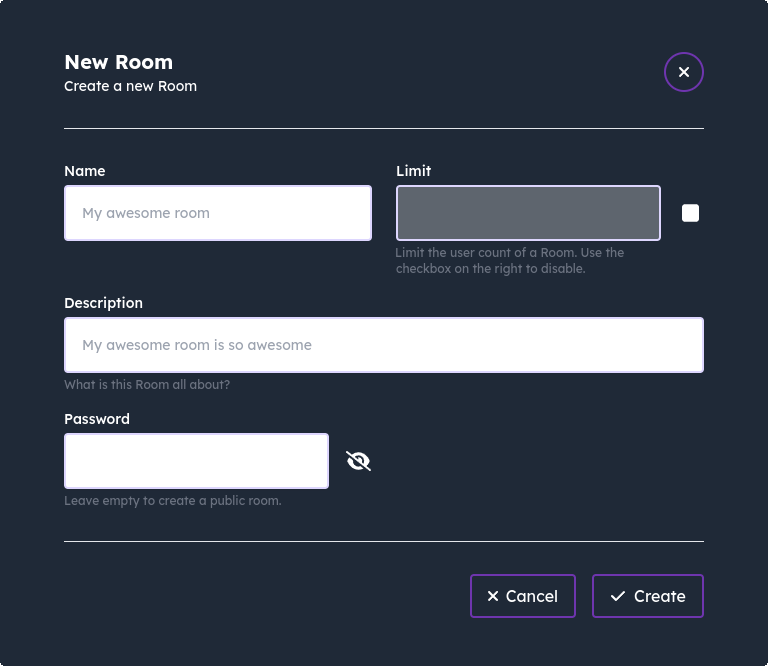 New Room
Create a new Room
Name
Limit
My awesome room
Limit the user count of a Room. Use the
checkbox on the right to disable.
Description
My awesome room is so awesome
What is this Room all about?
Password
Leave empty to create a public room.
Cancel
Create